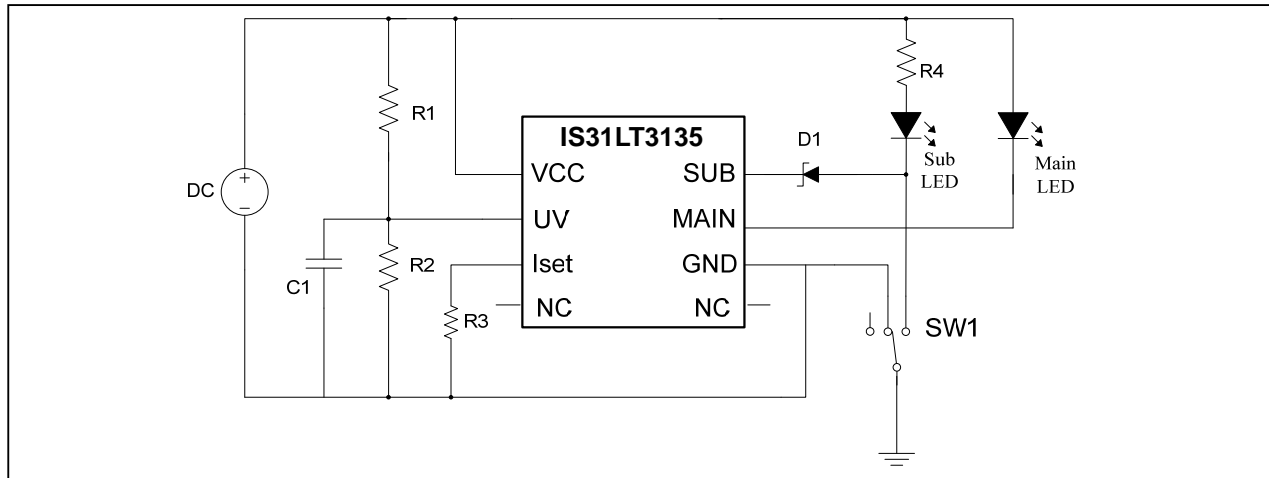 R4
R1
IS31LT3135
D1
VCC
SUB
Sub
LED
Main
LED
DC
+
−
UV
MAIN
R2
Iset
GND
C1
R3
NC
NC
SW1